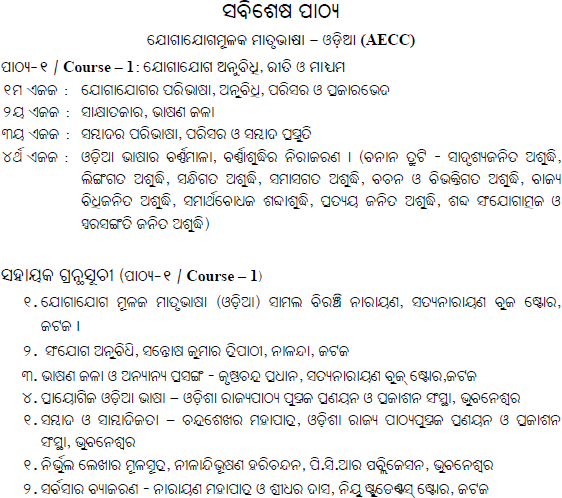 ସବିଶେଷ ପାଠ୍ୟ
ଯୋଗାଯୋଗମୂଳକ ମାତୃଭାଷା – ଓଡ଼ିଆ (AECC)
ପାଠ୍ୟ-୧ / Course – 1: ଯୋଗାଯୋଗ ଅନୁବିଧି, ରୀତି ଓ ମାଧ୍ୟମ
୧ମ ଏକକ : ଯୋଗାଯୋଗର ପରିଭାଷା, ଅନୁବିଧି, ପରିସର ଓ ପ୍ରକାରଭେଦ
୨ୟ ଏକକ : ସାକ୍ଷାତକାର, ଭାଷଣ କଳା
୩ୟ ଏକକ : ସମ୍ବାଦର ପରିଭାଷା, ପରିସର ଓ ସମ୍ବାଦ ପ୍ରସ୍ତୁତି
୪ର୍ଥ ଏକକ : ଓଡ଼ିଆ ଭାଷାର ବର୍ଣ୍ଣମାଳା, ବର୍ଣ୍ଣାଶୁଦ୍ଧିର ନିରାକରଣ । (ବନାନ ତ୍ରୁଟି - ସାଦୃଶ୍ୟଜନିତ ଅଶୁଦ୍ଧି,
ଲିଙ୍ଗଗତ ଅଶୁଦ୍ଧି, ସନ୍ଧିଗତ ଅଶୁଦ୍ଧି, ସମାସଗତ ଅଶୁଦ୍ଧି, ବଚନ ଓ ବିଭକ୍ତିଗତ ଅଶୁଦ୍ଧି, ବାକ୍ୟ
ବିଧିଜନିତ ଅଶୁଦ୍ଧି, ସମାର୍ଥବୋଧକ ଶବ୍ଦାଶୁଦ୍ଧି, ପ୍ରତ୍ୟୟ ଜନିତ ଅଶୁଦ୍ଧି, ଶବ୍ଦ ସଂଯୋଗାତ୍ମକ ଓ
ସ୍ବରସଙ୍ଗତି ଜନିତ ଅଶୁଦ୍ଧି)
ସହାୟକ ଗ୍ରନ୍ଥସୂଚୀ (ପାଠ୍ୟ-୧ / Course – 1)
୧. ଯୋଗାଯୋଗ ମୂଳକ ମାତୃଭାଷା (ଓଡ଼ିଆ) ସାମଲ ବିରଞ୍ଚି ନାରାୟଣ, ସତ୍ୟନାରାୟଣ ବୁକ ଷ୍ଟୋର,
କଟକ ।
୨. ସଂଯୋଗ ଅନୁବିଧି, ସନ୍ତୋଷ କୁମାର ତ୍ରିପାଠୀ, ନାଳନ୍ଦା, କଟକ
୩. ଭାଷଣ କଳା ଓ ଅନ୍ୟାନ୍ୟ ପ୍ରସଙ୍ଗ - କୃଷ୍ଣଚନ୍ଦ୍ର ପ୍ରଧାନ, ସତ୍ୟନାରାୟଣ ବୁକ୍ ଷ୍ଟୋର,କଟକ
୪. ପ୍ରାୟୋଗିକ ଓଡ଼ିଆ ଭାଷା – ଓଡ଼ିଶା ରାଜ୍ୟପାଠ୍ୟ ପୁସ୍ତକ ପ୍ରଣୟନ ଓ ପ୍ରକାଶନ ସଂସ୍ଥା, ଭୁବନେଶ୍ୱର
୧. ସମ୍ବାଦ ଓ ସାମ୍ବାଦିକତା – ଚନ୍ଦ୍ରଶେଖର ମହାପାତ୍ର, ଓଡ଼ିଶା ରାଜ୍ୟ ପାଠ୍ୟପୁସ୍ତକ ପ୍ରଣୟନ ଓ ପ୍ରକାଶନ
ସଂସ୍ଥା, ଭୁବନେଶ୍ୱର
୧. ନିର୍ଭୁଲ ଲେଖାର ମୂଳସୂତ୍ର, ନୀଳାଦ୍ରିଭୂଷଣ ହରିଚନ୍ଦନ, ପି.ସି.ଆର ପବ୍ଲିକେସନ, ଭୁବନେଶ୍ୱର
୨. ସର୍ବସାର ବ୍ୟାକରଣ - ନାରାୟଣ ମହାପାତ୍ର ଓ ଶ୍ରୀଧର ଦାସ, ନିୟୁ ଷ୍ଟୁଡେଣ୍ଟସ୍ ଷ୍ଟୋର, କଟକ